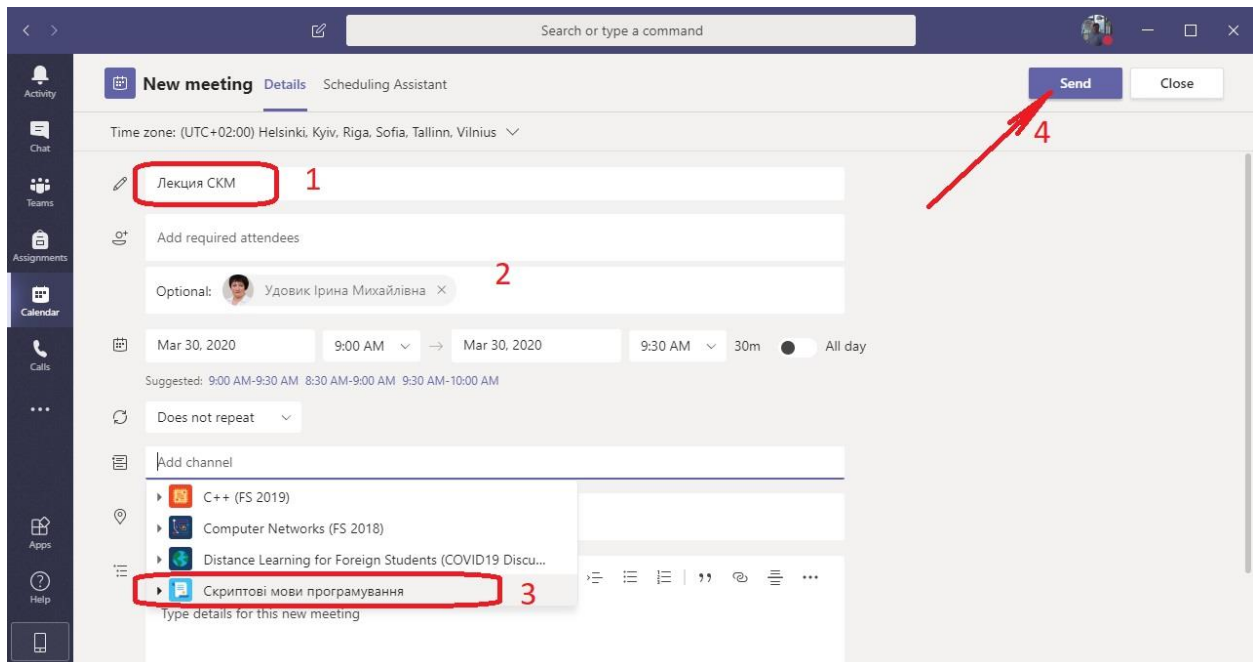 Search or type a command
Activity
Chat
Teams
Assignments
Calendar
Calls
Apps
Help
New meeting Details Scheduling Assistant
Send Close
4
Time zone: (UTC+02:00) Helsinki, Kyiv, Riga, Sofia, Tallinn, Vilnius
Лекция СКМ 1
Add required attendees
Optional: Удовик Ірина Михайлівна × 2
Mar 30, 2020 9:00 AM → Mar 30, 2020 9:30 AM 30m All day
Suggested: 9:00 AM-9:30 AM 8:30 AM-9:00 AM 9:30 AM-10:00 AM
Does not repeat
Add channel
C++ (FS 2019)
Computer Networks (FS 2018)
Distance Learning for Foreign Students (COVID19 Discu...
Скриптові мови програмування 3
Type details for this new meeting